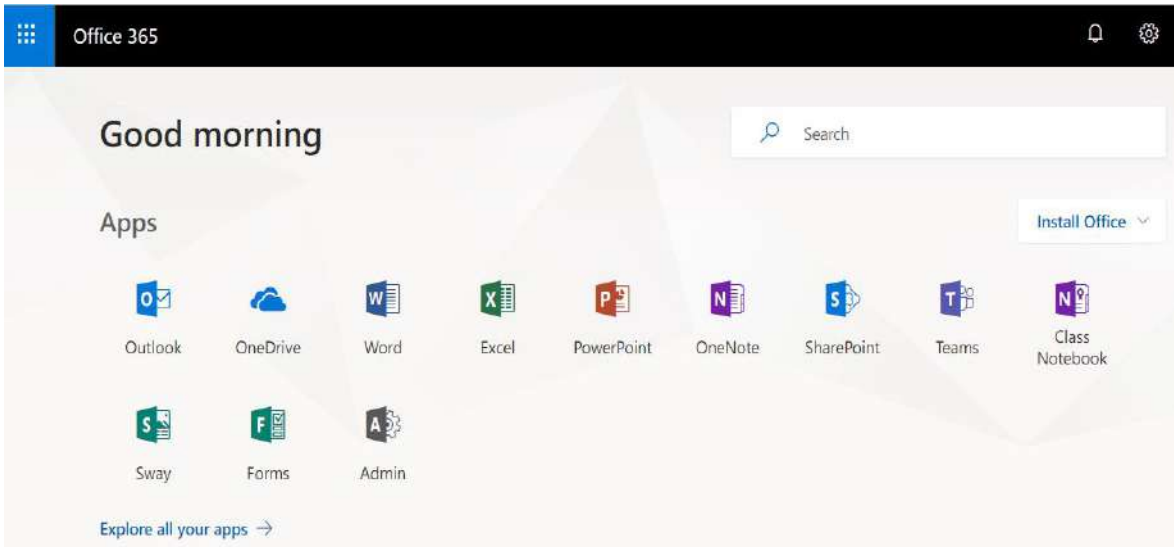 Office 365
Good morning
Search
Apps
Install Office
Outlook OneDrive Word Excel PowerPoint OneNote SharePoint Teams Class Notebook
Sway Forms Admin
Explore all your apps →